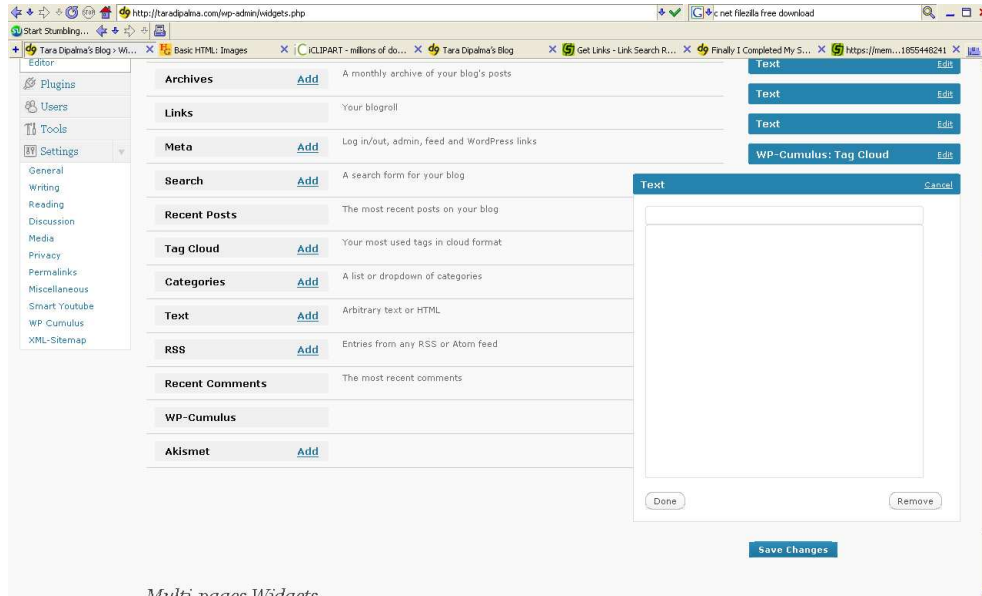 http://taradipalma.com/wp-admin/widgets.php
c net filezilla free download
Start Stumbling...
Tara Dipalma's Blog › Wi...
Basic HTML: Images
iCLIPART - millions of do...
Tara Dipalma's Blog
Get Links - Link Search R...
Finally I Completed My S...
https://mem...1855448241
Editor
Plugins
Users
Tools
Settings
General
Writing
Reading
Discussion
Media
Privacy
Permalinks
Miscellaneous
Smart Youtube
WP Cumulus
XML-Sitemap
Archives Add A monthly archive of your blog's posts
Links Your blogroll
Meta Add Log in/out, admin, feed and WordPress links
Search Add A search form for your blog
Recent Posts The most recent posts on your blog
Tag Cloud Add Your most used tags in cloud format
Categories Add A list or dropdown of categories
Text Add Arbitrary text or HTML
RSS Add Entries from any RSS or Atom feed
Recent Comments The most recent comments
WP-Cumulus
Akismet Add
Text Edit
Text Edit
Text Edit
WP-Cumulus: Tag Cloud Edit
Text Cancel
Done Remove
Save Changes
Multi pages Widgets